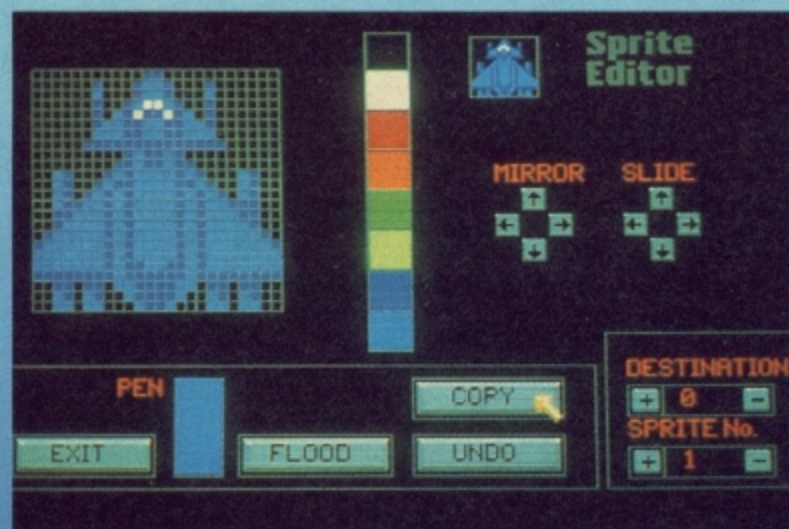 Sprite
Editor
MIRROR
SLIDE
PEN
COPY
EXIT
FLOOD
UNDO
DESTINATION
+ 0 -
SPRITE No.
+ 1 -